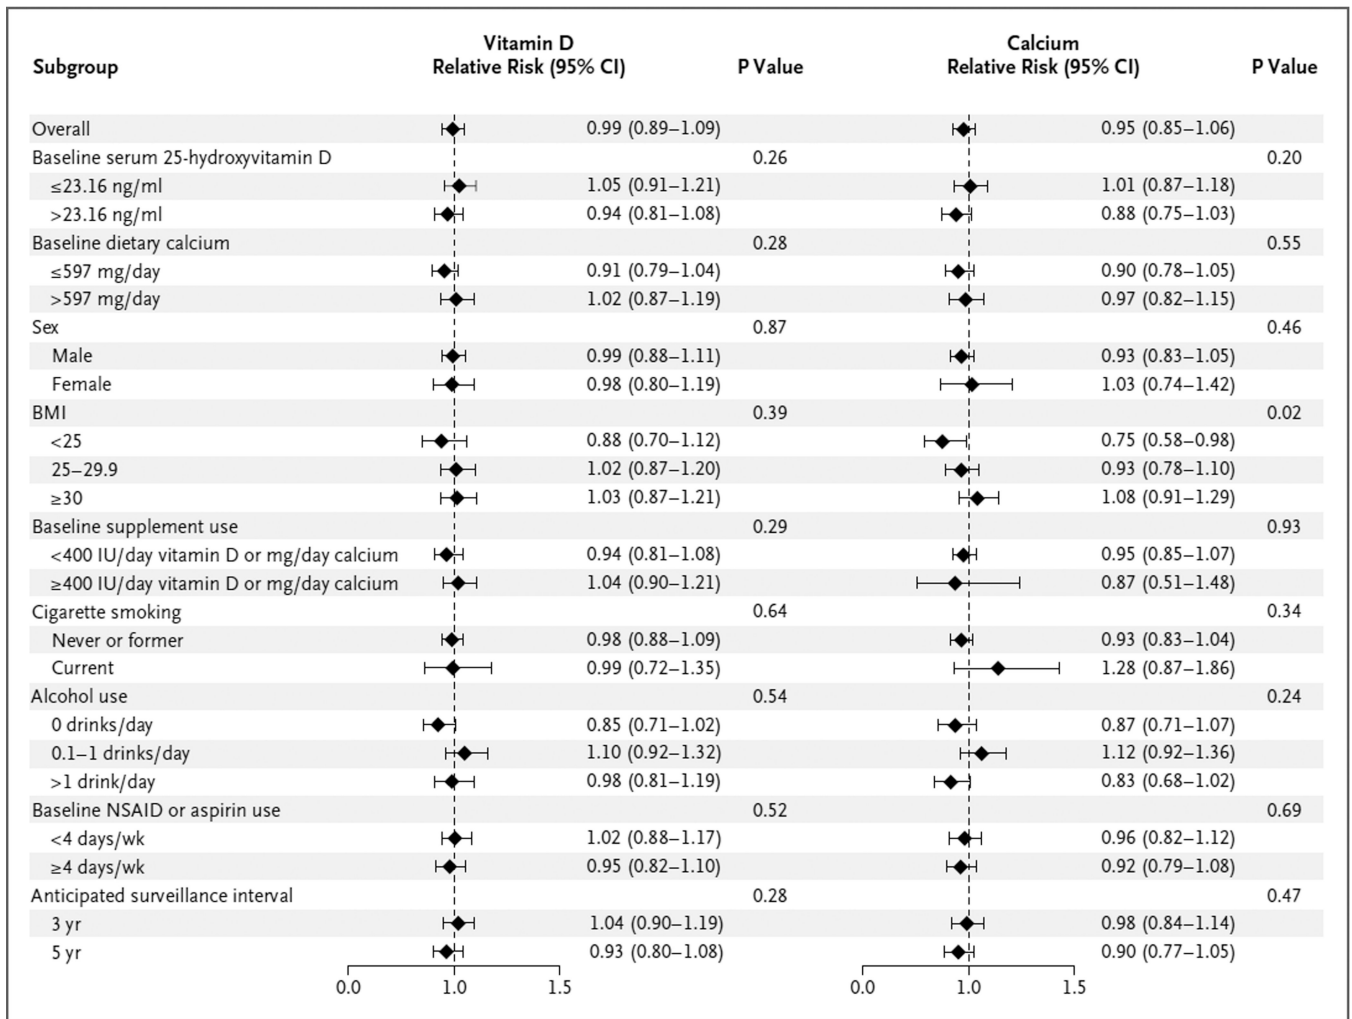 Vitamin D Calcium
Subgroup Relative Risk (95% CI) P Value Relative Risk (95% CI) P Value
Overall 0.99 (0.89–1.09) 0.95 (0.85–1.06)
Baseline serum 25-hydroxyvitamin D 0.26 0.20
≤23.16 ng/ml 1.05 (0.91–1.21) 1.01 (0.87–1.18)
>23.16 ng/ml 0.94 (0.81–1.08) 0.88 (0.75–1.03)
Baseline dietary calcium 0.28 0.55
≤597 mg/day 0.91 (0.79–1.04) 0.90 (0.78–1.05)
>597 mg/day 1.02 (0.87–1.19) 0.97 (0.82–1.15)
Sex 0.87 0.46
Male 0.99 (0.88–1.11) 0.93 (0.83–1.05)
Female 0.98 (0.80–1.19) 1.03 (0.74–1.42)
BMI 0.39 0.02
<25 0.88 (0.70–1.12) 0.75 (0.58–0.98)
25–29.9 1.02 (0.87–1.20) 0.93 (0.78–1.10)
≥30 1.03 (0.87–1.21) 1.08 (0.91–1.29)
Baseline supplement use 0.29 0.93
<400 IU/day vitamin D or mg/day calcium 0.94 (0.81–1.08) 0.95 (0.85–1.07)
≥400 IU/day vitamin D or mg/day calcium 1.04 (0.90–1.21) 0.87 (0.51–1.48)
Cigarette smoking 0.64 0.34
Never or former 0.98 (0.88–1.09) 0.93 (0.83–1.04)
Current 0.99 (0.72–1.35) 1.28 (0.87–1.86)
Alcohol use 0.54 0.24
0 drinks/day 0.85 (0.71–1.02) 0.87 (0.71–1.07)
0.1–1 drinks/day 1.10 (0.92–1.32) 1.12 (0.92–1.36)
>1 drink/day 0.98 (0.81–1.19) 0.83 (0.68–1.02)
Baseline NSAID or aspirin use 0.52 0.69
<4 days/wk 1.02 (0.88–1.17) 0.96 (0.82–1.12)
≥4 days/wk 0.95 (0.82–1.10) 0.92 (0.79–1.08)
Anticipated surveillance interval 0.28 0.47
3 yr 1.04 (0.90–1.19) 0.98 (0.84–1.14)
5 yr 0.93 (0.80–1.08) 0.90 (0.77–1.05)
0.0 1.0 1.5 0.0 1.0 1.5